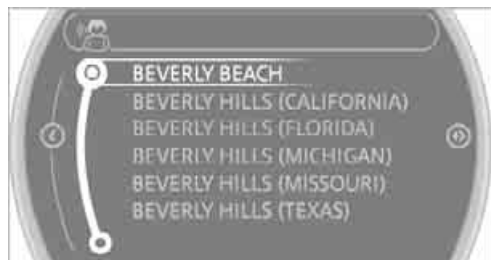 BEVERLY BEACH
BEVERLY HILLS (CALIFORNIA)
BEVERLY HILLS (FLORIDA)
BEVERLY HILLS (MICHIGAN)
BEVERLY HILLS (MISSOURI)
BEVERLY HILLS (TEXAS)